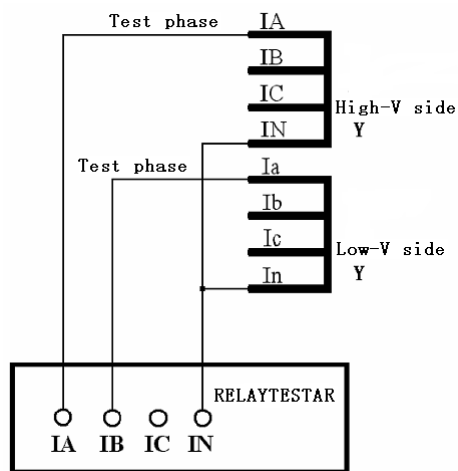 Test phase IA
IB
IC
High-V side
IN Y
Test phase Ia
Ib
Ic
Low-V side
In Y
RELAYTESTAR
IA IB IC IN